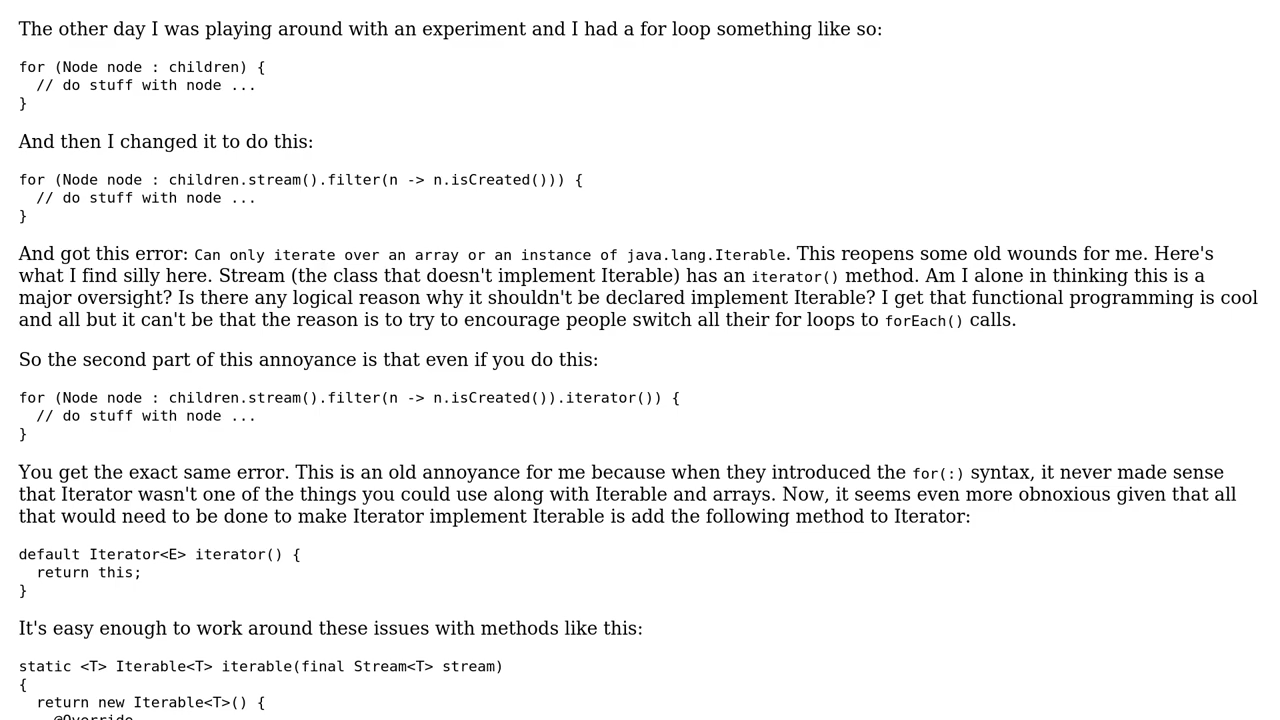 The other day I was playing around with an experiment and I had a for loop something like so:
for (Node node : children) {
  // do stuff with node ...
}
And then I changed it to do this:
for (Node node : children.stream().filter(n -> n.isCreated())) {
  // do stuff with node ...
}
And got this error: Can only iterate over an array or an instance of java.lang.Iterable. This reopens some old wounds for me. Here's
what I find silly here. Stream (the class that doesn't implement Iterable) has an iterator() method. Am I alone in thinking this is a
major oversight? Is there any logical reason why it shouldn't be declared implement Iterable? I get that functional programming is cool
and all but it can't be that the reason is to try to encourage people switch all their for loops to forEach() calls.
So the second part of this annoyance is that even if you do this:
for (Node node : children.stream().filter(n -> n.isCreated()).iterator()) {
  // do stuff with node ...
}
You get the exact same error. This is an old annoyance for me because when they introduced the for(:) syntax, it never made sense
that Iterator wasn't one of the things you could use along with Iterable and arrays. Now, it seems even more obnoxious given that all
that would need to be done to make Iterator implement Iterable is add the following method to Iterator:
default Iterator<E> iterator() {
  return this;
}
It's easy enough to work around these issues with methods like this:
static <T> Iterable<T> iterable(final Stream<T> stream)
{
  return new Iterable<T>() {
    @Override